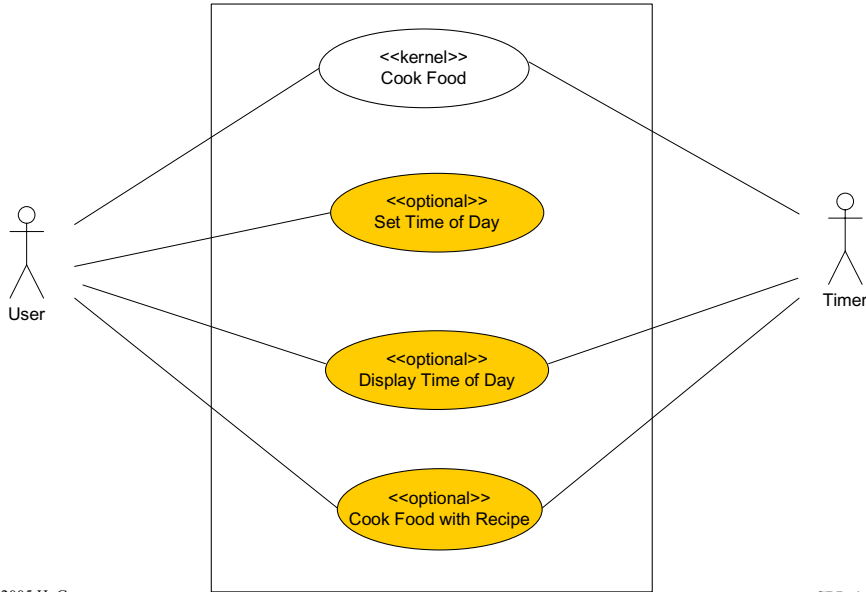 <<kernel>>
Cook Food
<<optional>>
Set Time of Day
User
Timer
<<optional>>
Display Time of Day
<<optional>>
Cook Food with Recipe